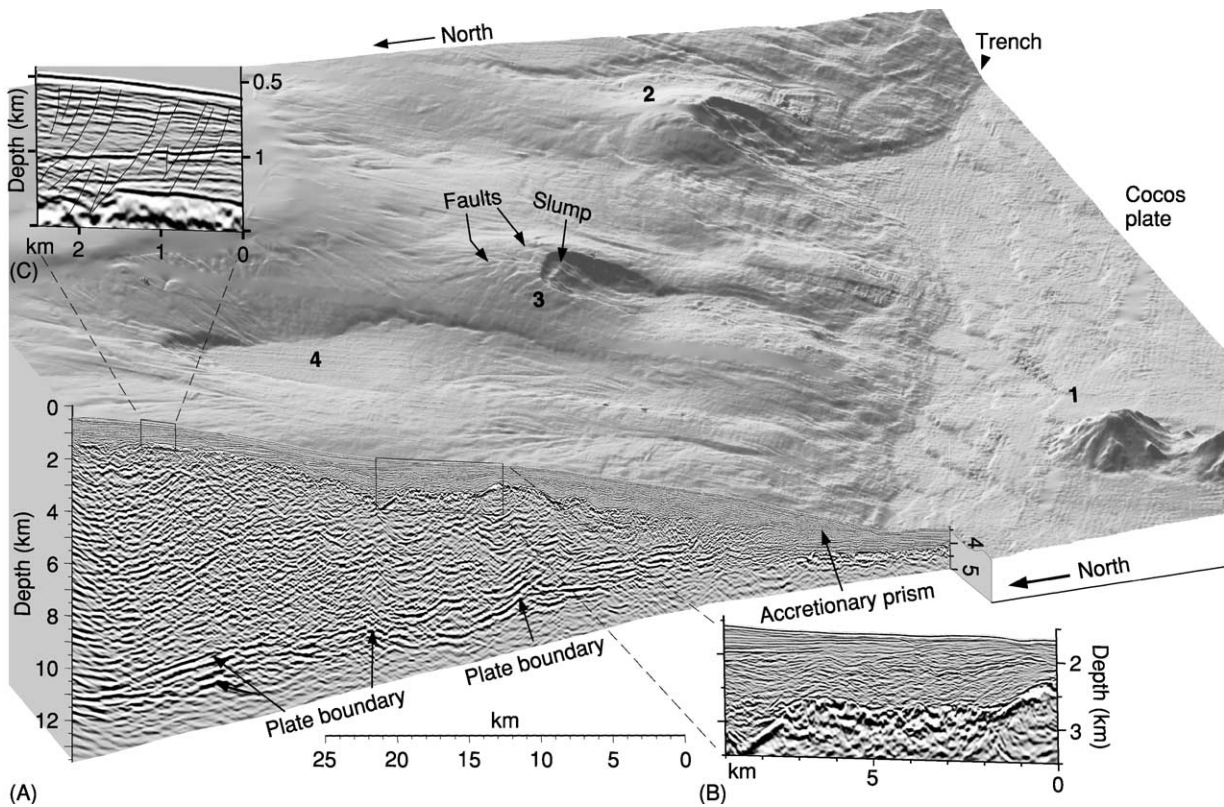 North
Trench
0.5
Depth (km)
1
km 2 1 0
(C)
2
Cocos
plate
Faults
Slump
3
4
1
0
2
4
6
8
10
12
Depth (km)
4
5
North
Accretionary prism
Plate boundary
Plate boundary
km
25 20 15 10 5 0
(A)
2
Depth (km)
3
km 5 0
(B)